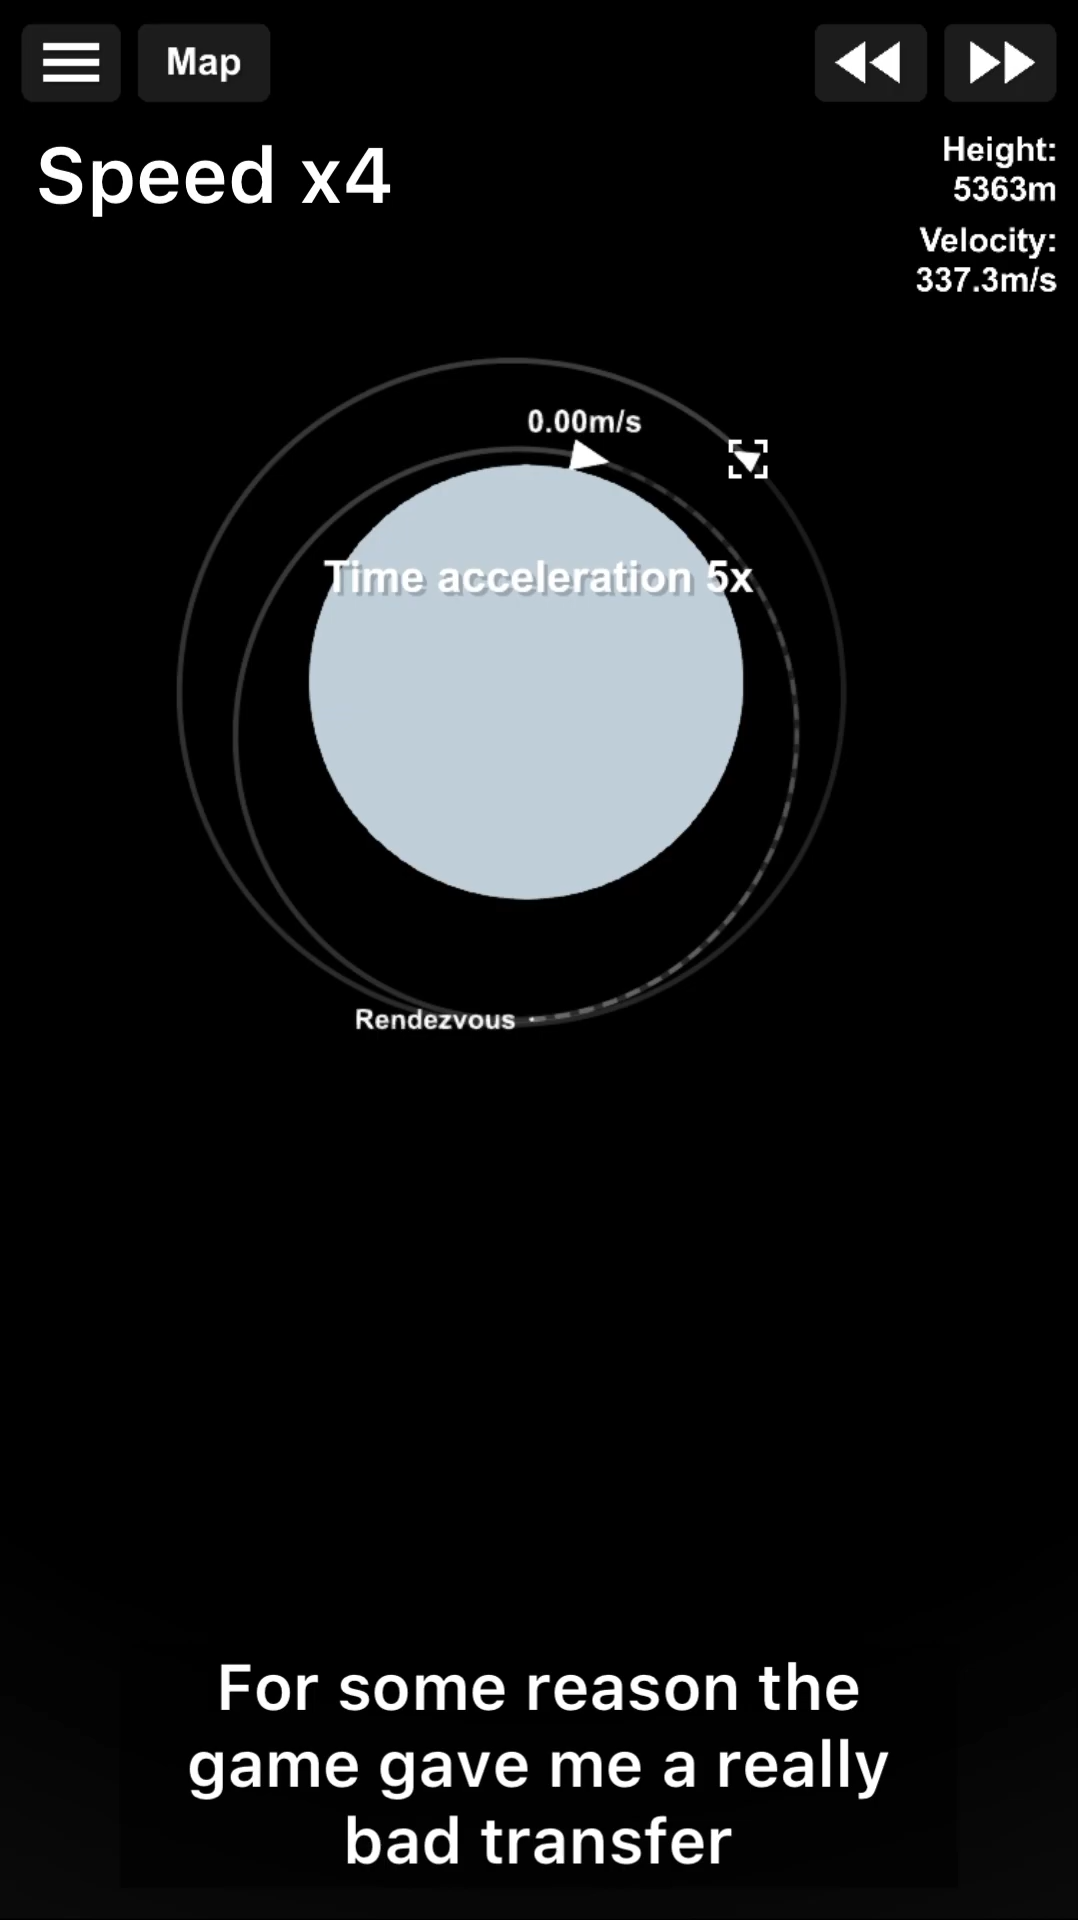 Map
Speed x4
Height:
5363m
Velocity:
337.3m/s
0.00m/s
Time acceleration 5x
Rendezvous
For some reason the
game gave me a really
bad transfer